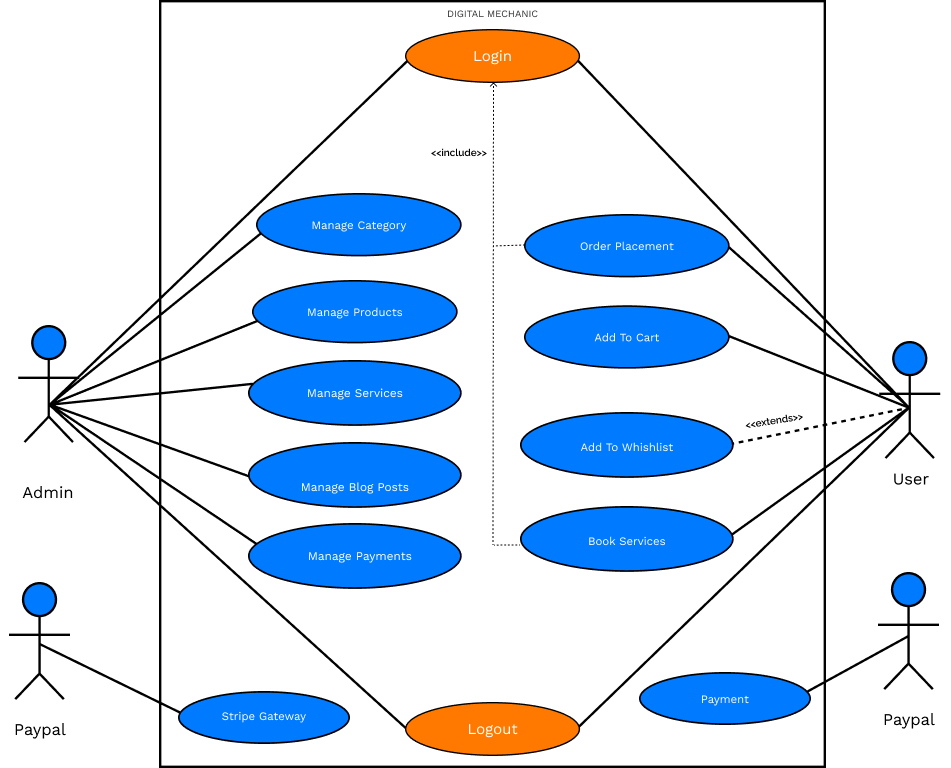 DIGITAL MECHANIC
Login
<<include>>
Manage Category
Order Placement
Manage Products
Add To Cart
Manage Services
<<extends>>
Add To Whishlist
Manage Blog Posts
Admin
User
Book Services
Manage Payments
Stripe Gateway
Payment
Paypal
Logout
Paypal